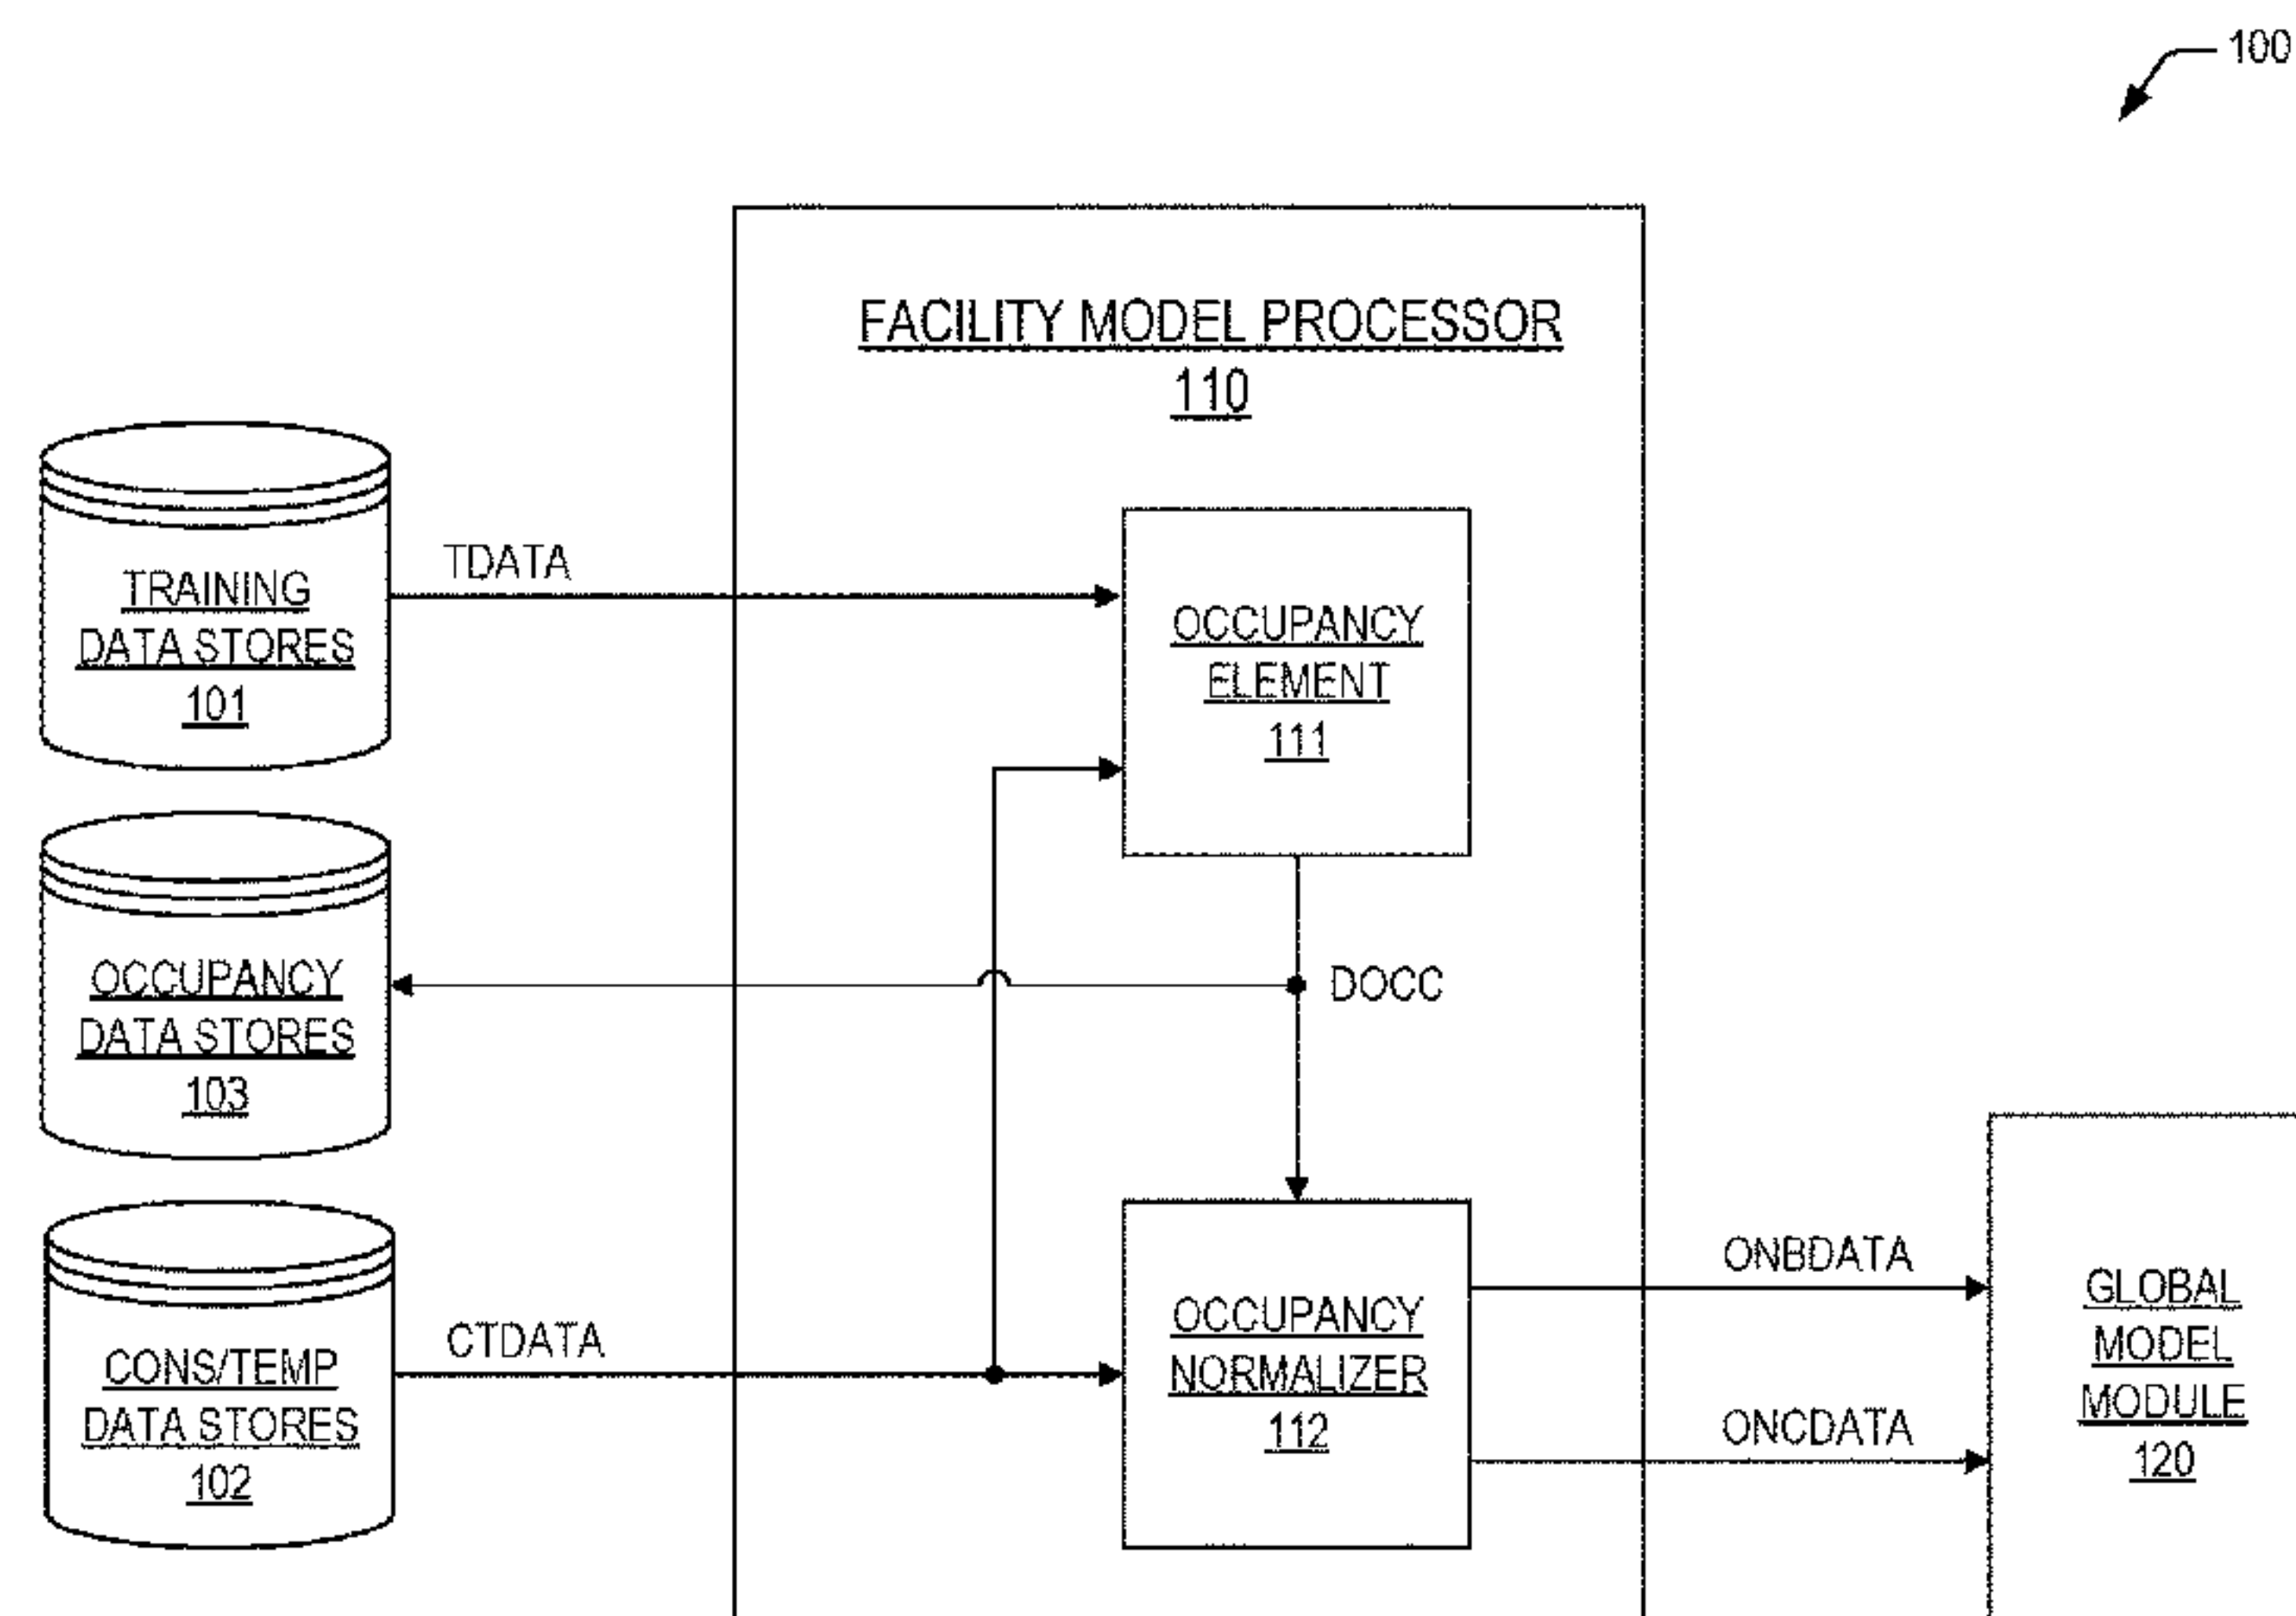 100
FACILITY MODEL PROCESSOR
110
TRAINING
DATA STORES
101
TDATA
OCCUPANCY
ELEMENT
111
OCCUPANCY
DATA STORES
103
DOCC
CONS/TEMP
DATA STORES
102
CTDATA
OCCUPANCY
NORMALIZER
112
ONBDATA
ONCDATA
GLOBAL
MODEL
MODULE
120